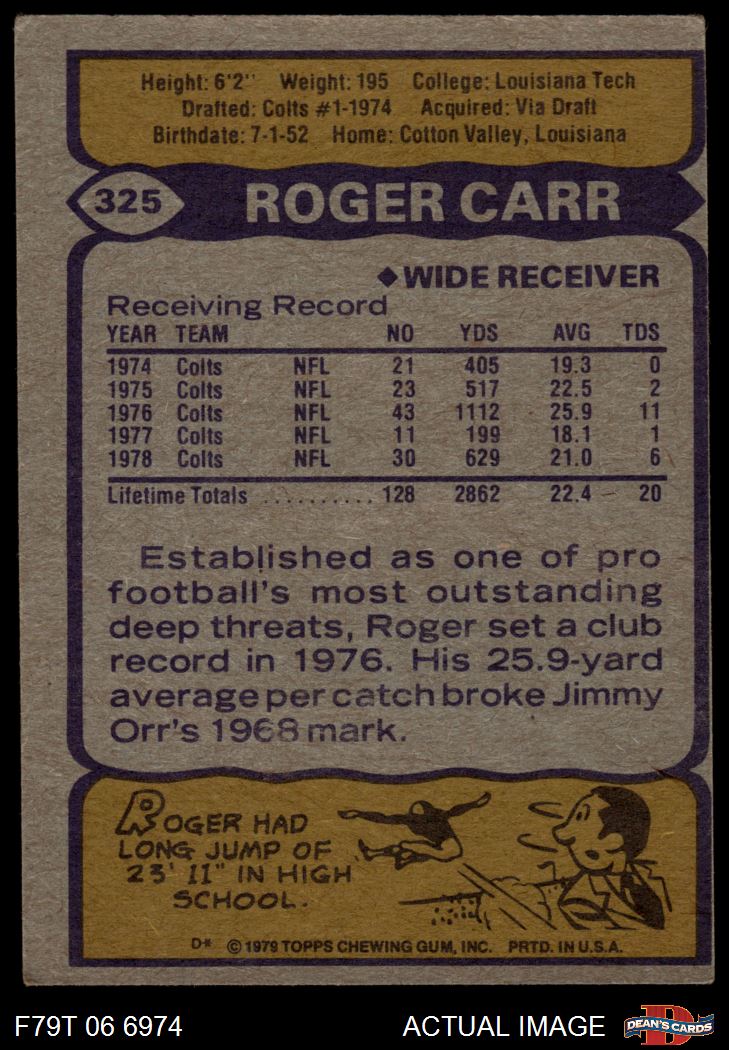 Height: 6'2" Weight: 195 College: Louisiana Tech
Drafted: Colts #1-1974 Acquired: Via Draft
Birthdate: 7-1-52 Home: Cotton Valley, Louisiana
325 ROGER CARR
◆WIDE RECEIVER
Receiving Record
YEAR TEAM NO YDS AVG TDS
1974 Colts NFL 21 405 19.3 0
1975 Colts NFL 23 517 22.5 2
1976 Colts NFL 43 1112 25.9 11
1977 Colts NFL 11 199 18.1 1
1978 Colts NFL 30 629 21.0 6
Lifetime Totals .......... 128 2862 22.4 20
Established as one of pro
football's most outstanding
deep threats, Roger set a club
record in 1976. His 25.9-yard
average per catch broke Jimmy
Orr's 1968 mark.
ROGER HAD
LONG JUMP OF
23' 11" IN HIGH
SCHOOL.
D* © 1979 TOPPS CHEWING GUM, INC. PRTD. IN U.S.A.
F79T 06 6974 ACTUAL IMAGE DEAN'S CARDS